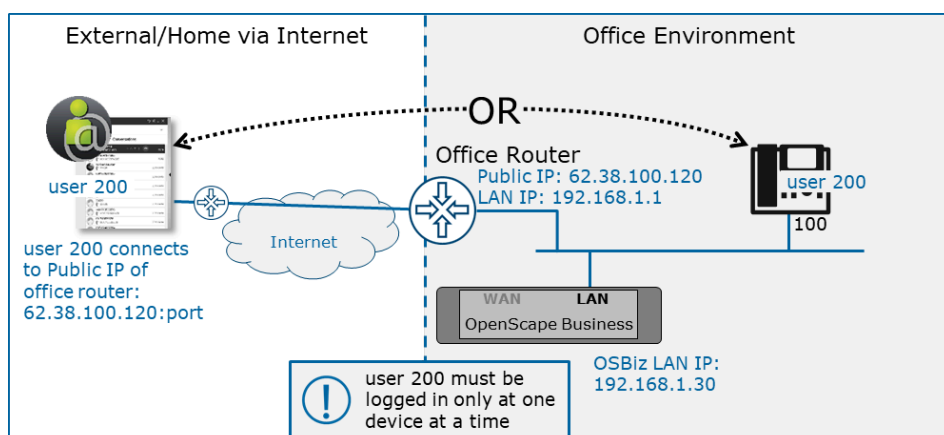 External/Home via Internet
Office Environment
OR
@
user 200
Office Router
Public IP: 62.38.100.120
LAN IP: 192.168.1.1
user 200
100
Internet
user 200 connects
to Public IP of
office router:
62.38.100.120:port
WAN LAN
OpenScape Business
OSBiz LAN IP:
192.168.1.30
!
user 200 must be
logged in only at one
device at a time